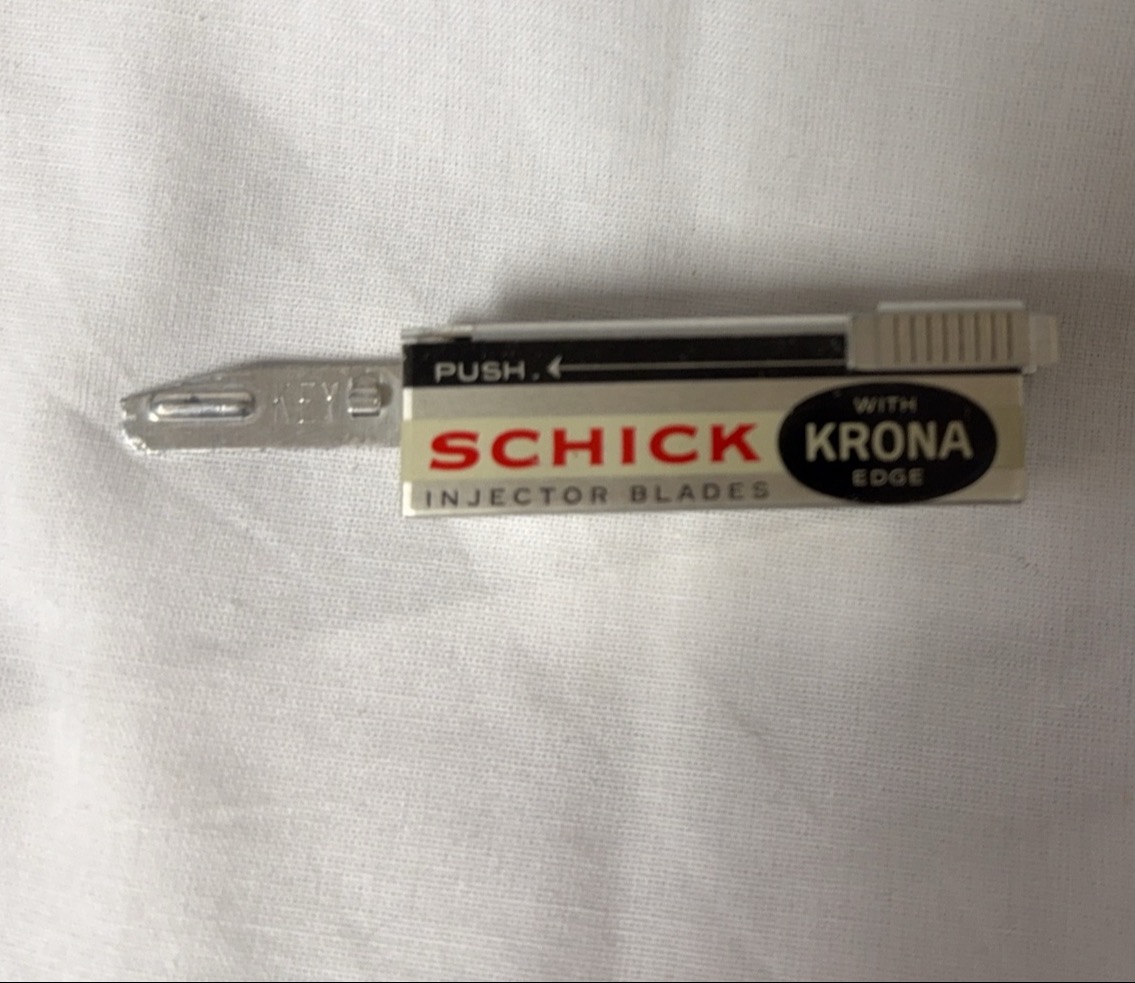 PUSH.
KEY
SCHICK
INJECTOR BLADES
WITH
KRONA
EDGE